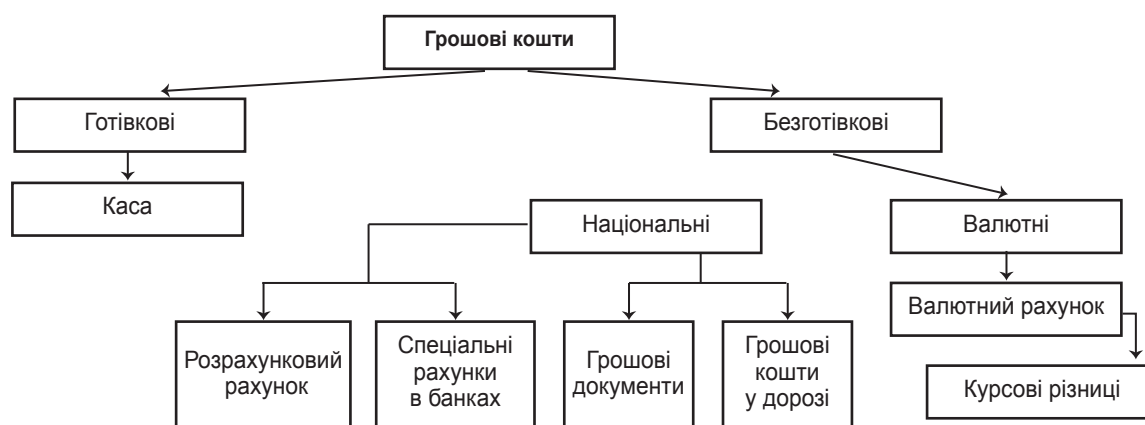 Грошові кошти
Готівкові
Безготівкові
Каса
Національні
Валютні
Валютний рахунок
Розрахунковий
рахунок
Спеціальні
рахунки
в банках
Грошові
документи
Грошові
кошти
у дорозі
Курсові різниці